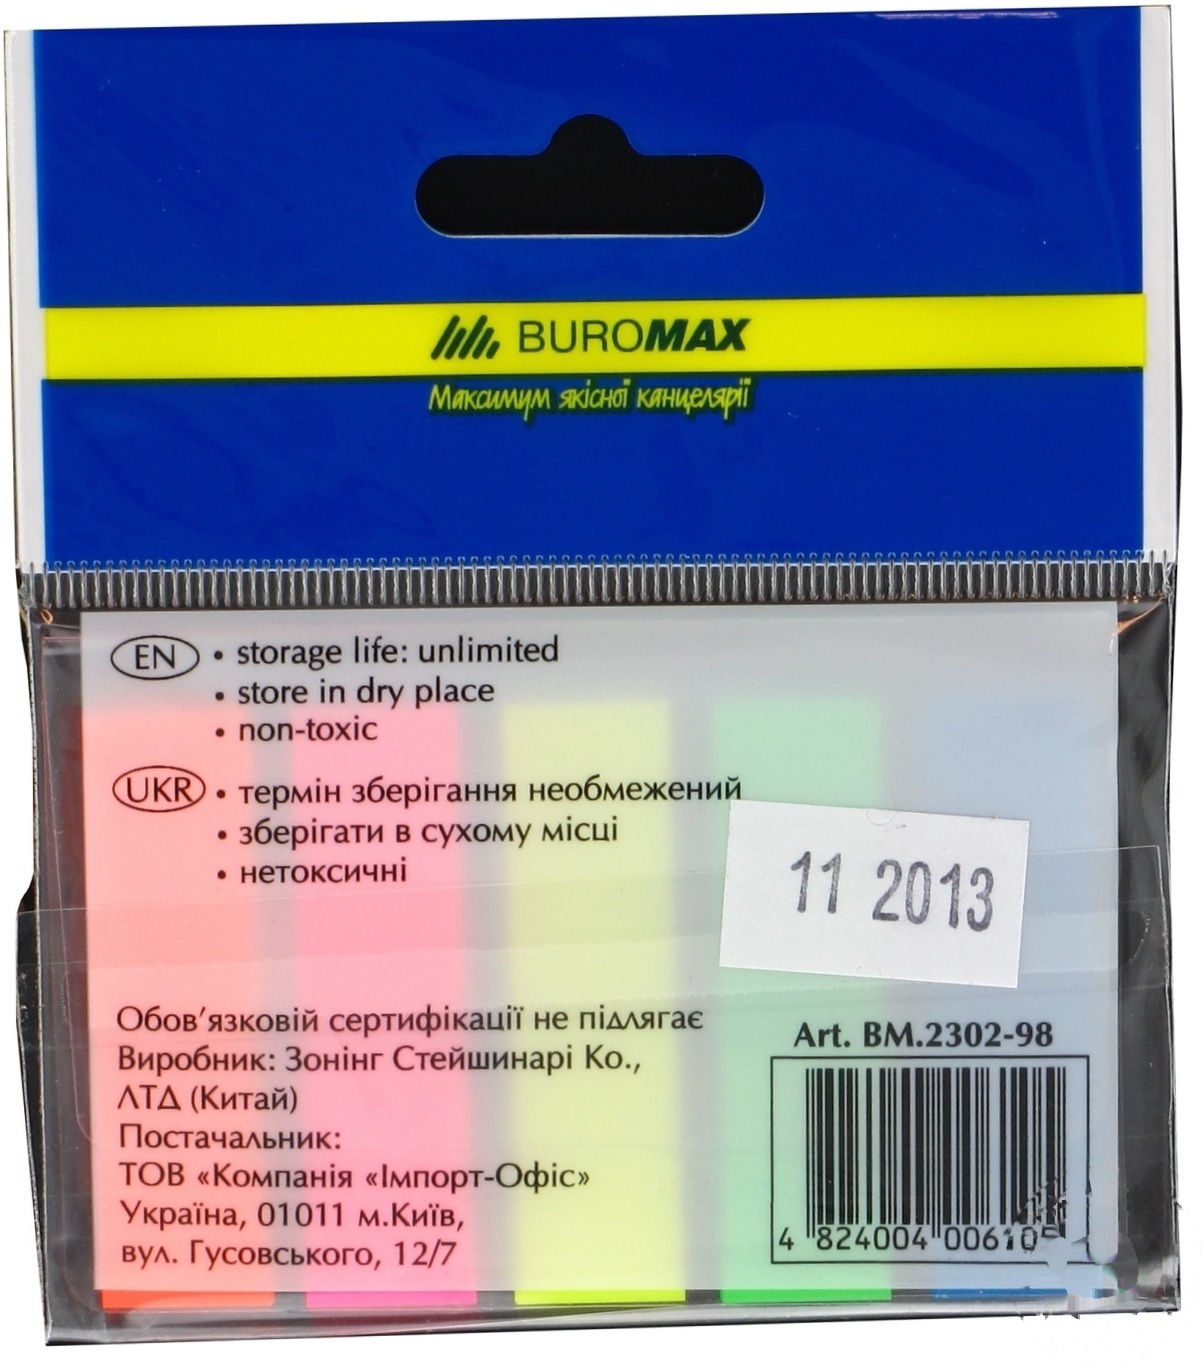 BUROMAX
Максимум якісної канцелярії
EN • storage life: unlimited
• store in dry place
• non-toxic
UKR • термін зберігання необмежений
• зберігати в сухому місці
• нетоксичні
11 2013
Обов'язковій сертифікації не підлягає
Виробник: Зонінг Стейшинарі Ко.,
ЛТД (Китай)
Постачальник:
ТОВ «Компанія «Імпорт-Офіс»
Україна, 01011 м.Київ,
вул. Гусовського, 12/7
Art. BM.2302-98
4 824004 006105